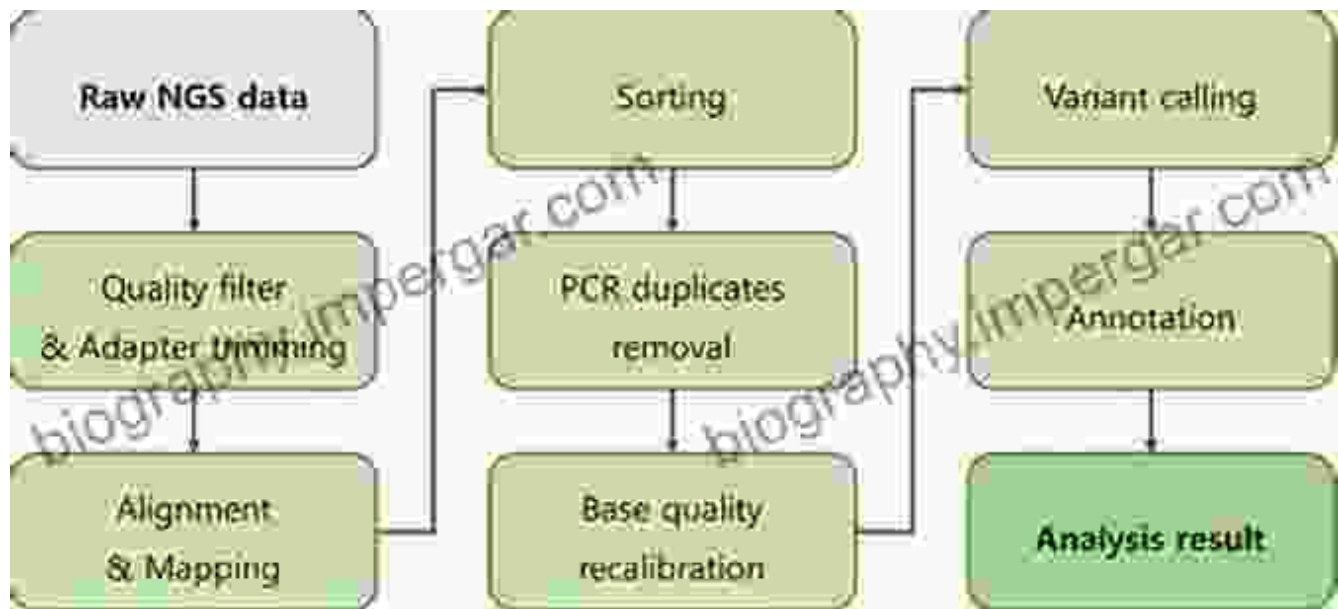 Raw NGS data
Quality filter
& Adapter trimming
Alignment
& Mapping
Sorting
PCR duplicates
removal
Base quality
recalibration
Variant calling
Annotation
Analysis result
biography.impergar.com
biography.impergar.com